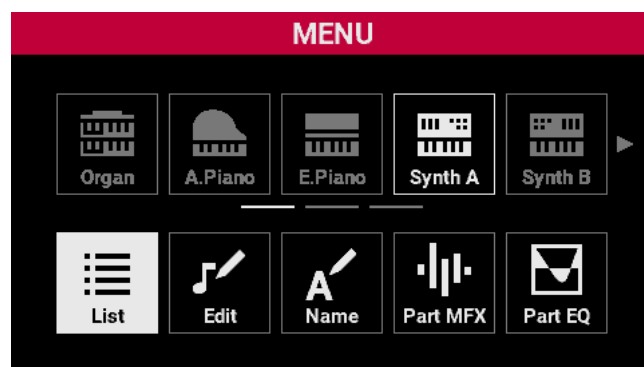 MENU
Organ A.Piano E.Piano Synth A Synth B
List Edit Name Part MFX Part EQ